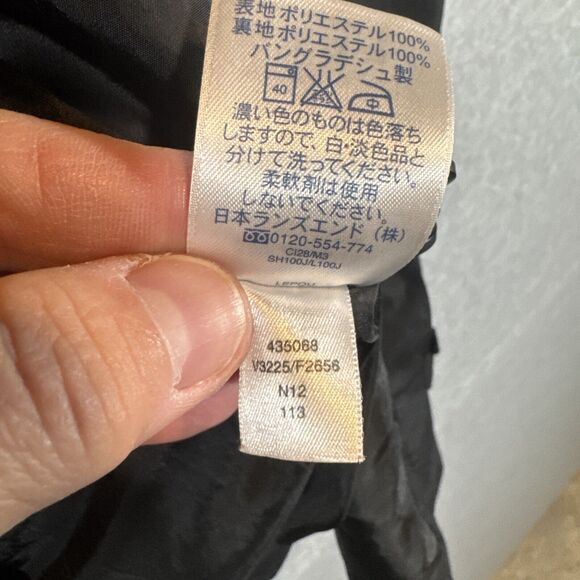 表地 ポリエステル100%
裏地 ポリエステル100%
バングラデシュ製
40 中
濃い色のものは色落ち
しますので、白・淡色品と
分けて洗ってください。
柔軟剤は使用
しないでください。
日本ランズエンド（株）
0120-554-774
CI28/M3
SH100J/L100J
435068
V3225/F2656
N12
113